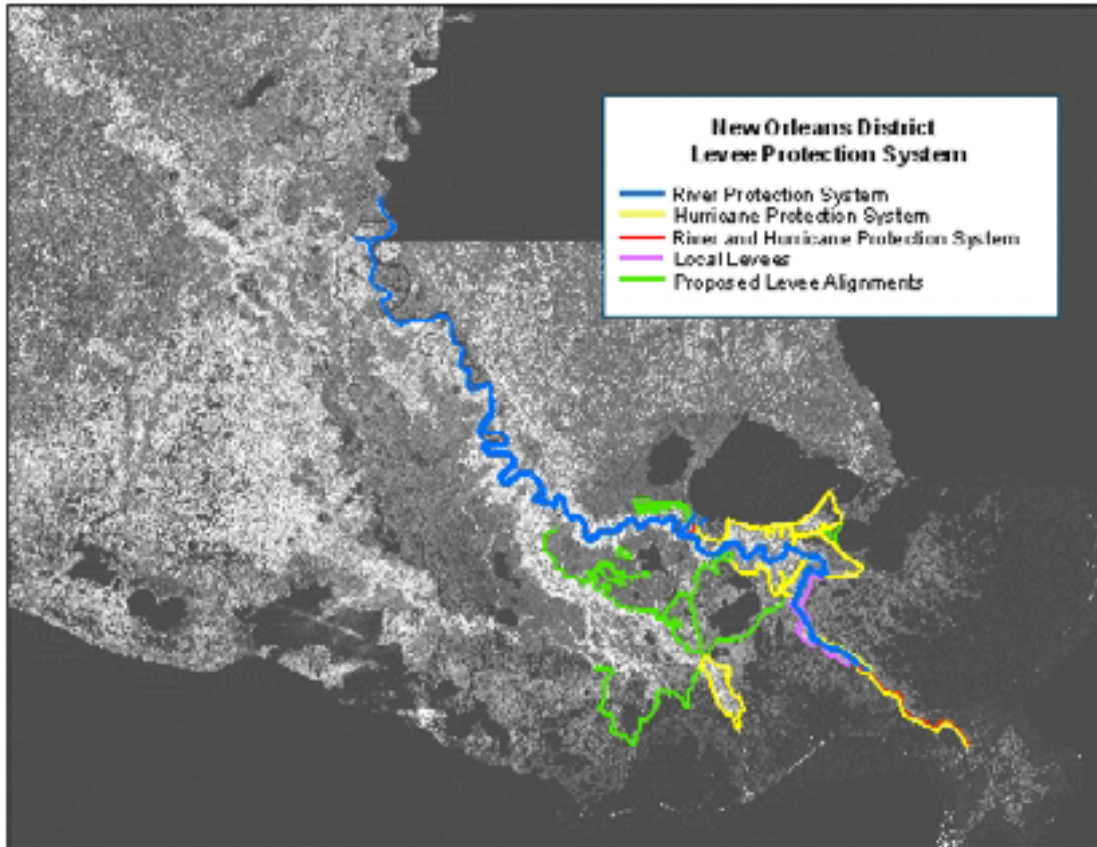 New Orleans District
Levee Protection System
River Protection System
Hurricane Protection System
River and Hurricane Protection System
Local Levees
Proposed Levee Alignments